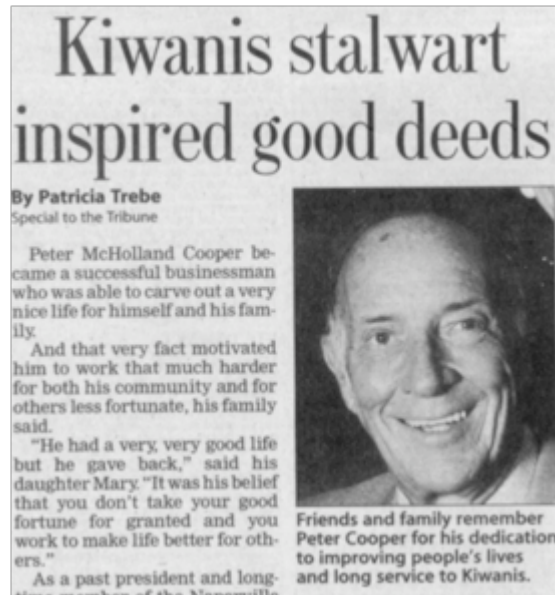 Kiwanis stalwart
inspired good deeds
By Patricia Trebe
Special to the Tribune
Peter McHolland Cooper be-
came a successful businessman
who was able to carve out a very
nice life for himself and his fam-
ily.
And that very fact motivated
him to work that much harder
for both his community and for
others less fortunate, his family
said.
"He had a very, very good life
but he gave back," said his
daughter Mary. "It was his belief
that you don't take your good
fortune for granted and you
work to make life better for oth-
ers."
As a past president and long-
time member of the Naperville
Friends and family remember
Peter Cooper for his dedication
to improving people's lives
and long service to Kiwanis.